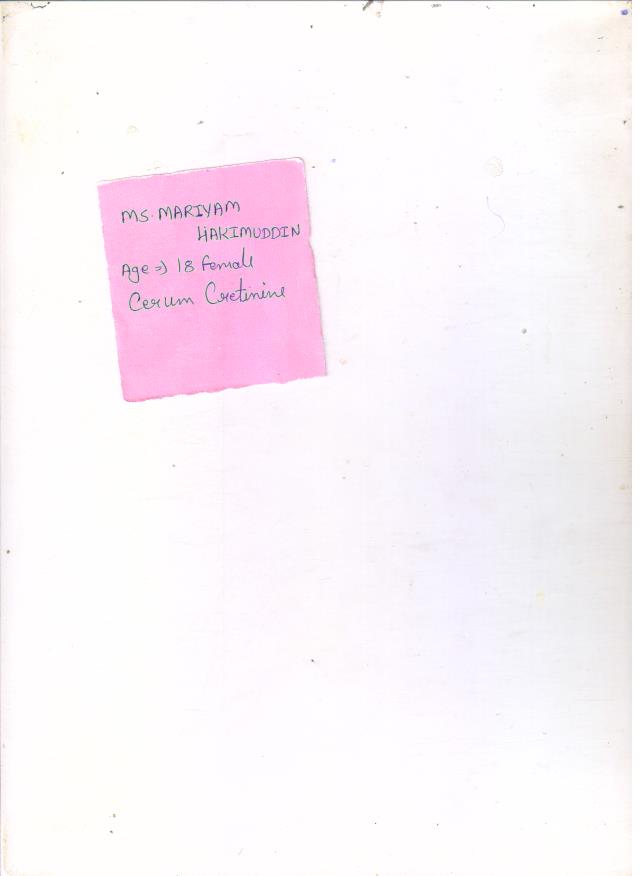 MS. MARIYAM
HAKIMUDDIN
Age => 18 female
Cerum Cretinine